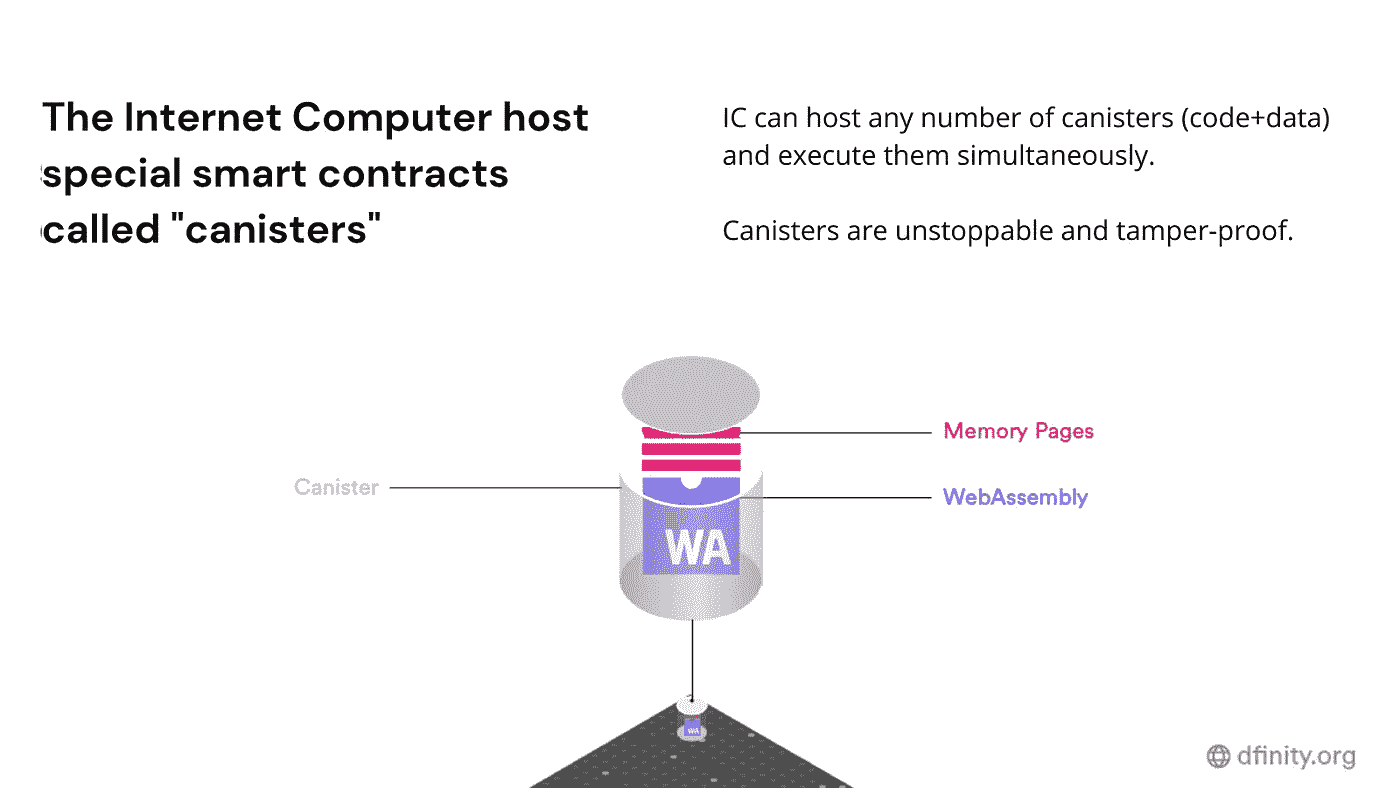 The Internet Computer host
special smart contracts
called "canisters"
IC can host any number of canisters (code+data)
and execute them simultaneously.
Canisters are unstoppable and tamper-proof.
Memory Pages
Canister
WebAssembly
WA
WA
dfinity.org